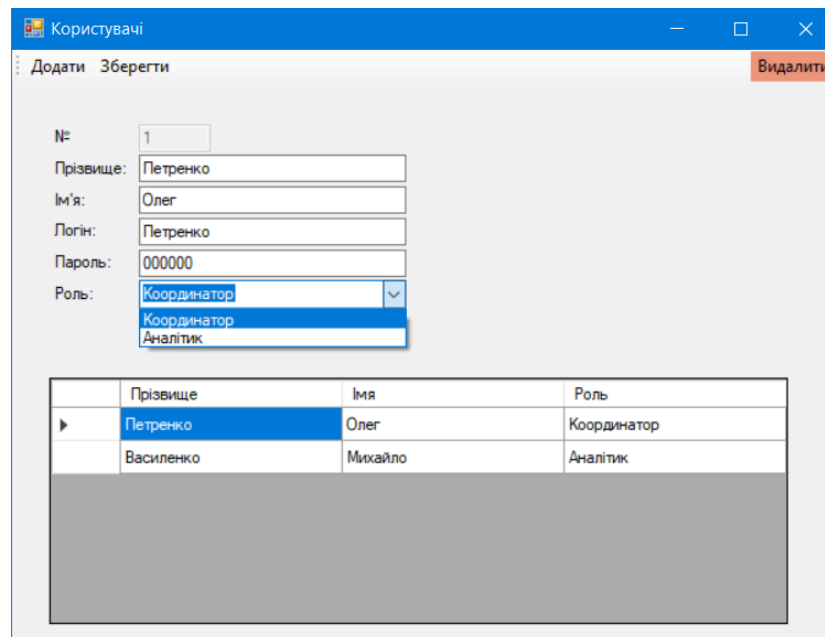 Користувачі
Додати Зберегти Видалити
№ 1
Прізвище: Петренко
Ім'я: Олег
Логін: Петренко
Пароль: 000000
Роль: Координатор
Координатор
Аналітик
Прізвище Імя Роль
Петренко Олег Координатор
Василенко Михайло Аналітик